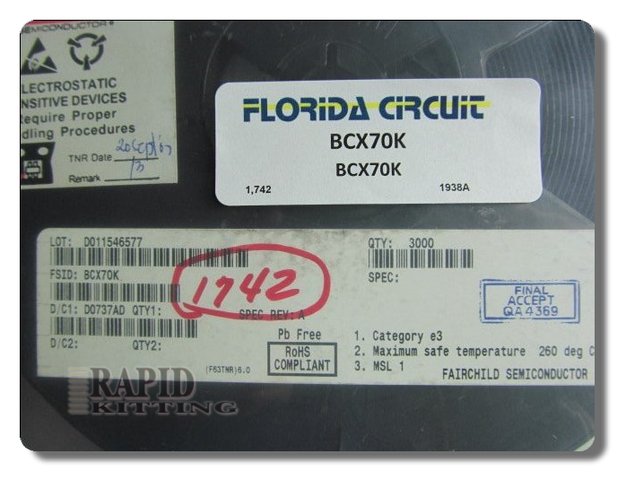 SEMICONDUCTOR®
ELECTROSTATIC
SENSITIVE DEVICES
Require Proper
Handling Procedures
TNR Date
Remark
FLORIDA CIRCUIT
BCX70K
BCX70K
1,742 1938A
LOT: D011546577
QTY: 3000
FSID: BCX70K
1742
SPEC:
D/C1: D0737AD QTY1:
SPEC REV: A
FINAL
ACCEPT
QA4369
D/C2: QTY2:
Pb Free
RoHS
COMPLIANT
1. Category e3
2. Maximum safe temperature 260 deg C
3. MSL 1
(F63TNR)6.0
FAIRCHILD SEMICONDUCTOR
RAPID
KITTING